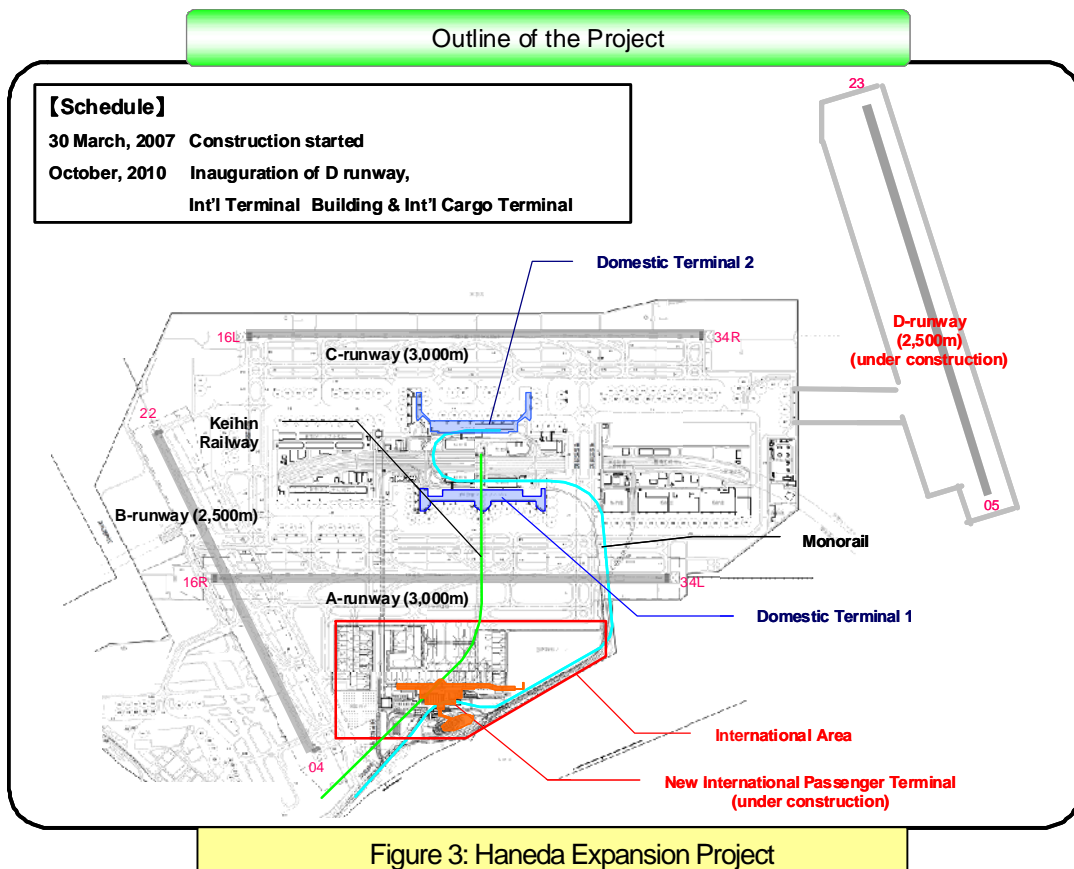 Outline of the Project
【Schedule】
30 March, 2007 Construction started
October, 2010 Inauguration of D runway,
Int'l Terminal Building & Int'l Cargo Terminal
23
Domestic Terminal 2
16L
34R
C-runway (3,000m)
D-runway
(2,500m)
(under construction)
22
Keihin
Railway
B-runway (2,500m)
05
Monorail
16R
34L
A-runway (3,000m)
Domestic Terminal 1
International Area
04
New International Passenger Terminal
(under construction)
Figure 3: Haneda Expansion Project